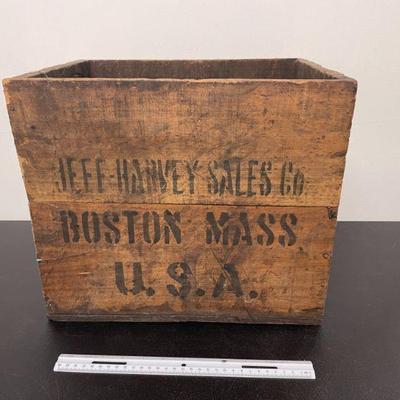 JEFF-HARVEY SALES Co
BOSTON MASS
U.S.A.